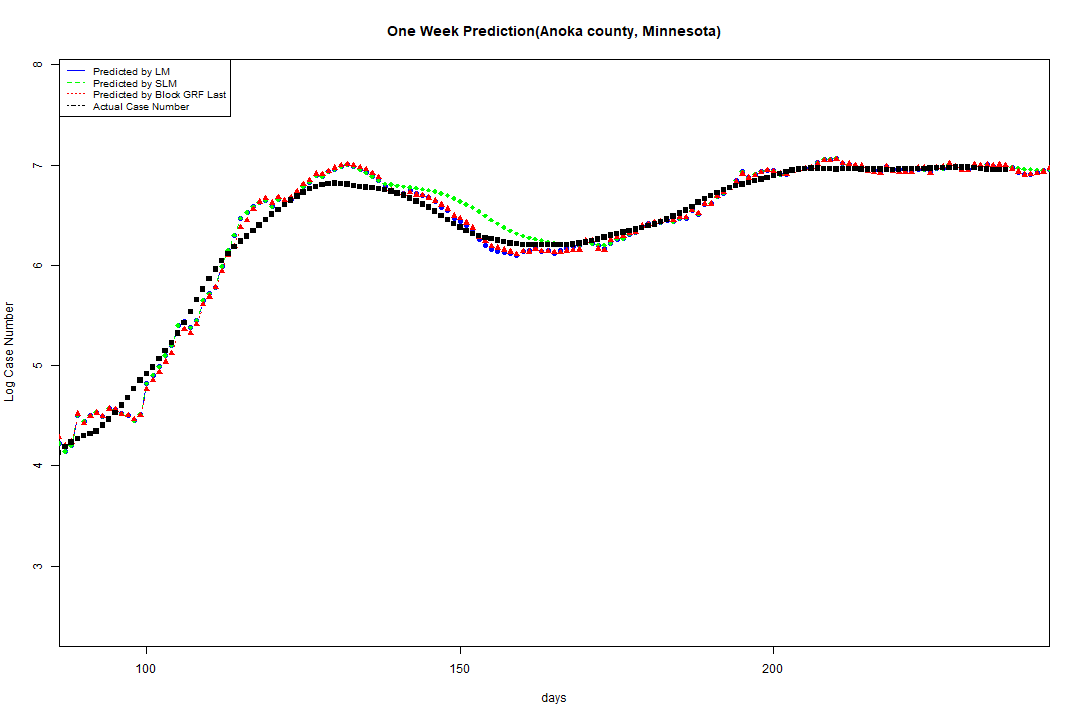 One Week Prediction(Anoka county, Minnesota)
Predicted by LM
Predicted by SLM
Predicted by Block GRF Last
Actual Case Number
8
7
6
5
4
3
Log Case Number
100 150 200
days